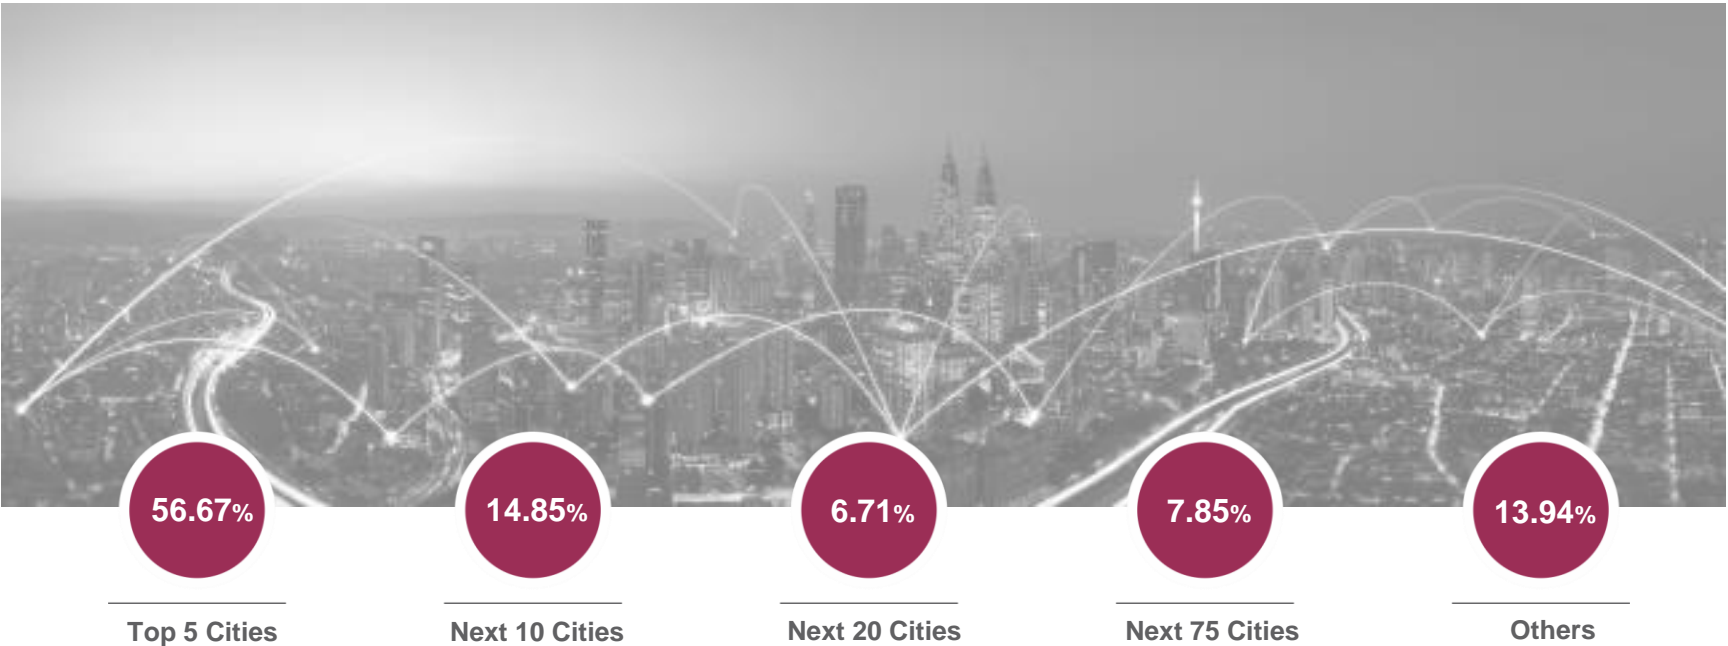 56.67% 14.85% 6.71% 7.85% 13.94%
Top 5 Cities Next 10 Cities Next 20 Cities Next 75 Cities Others